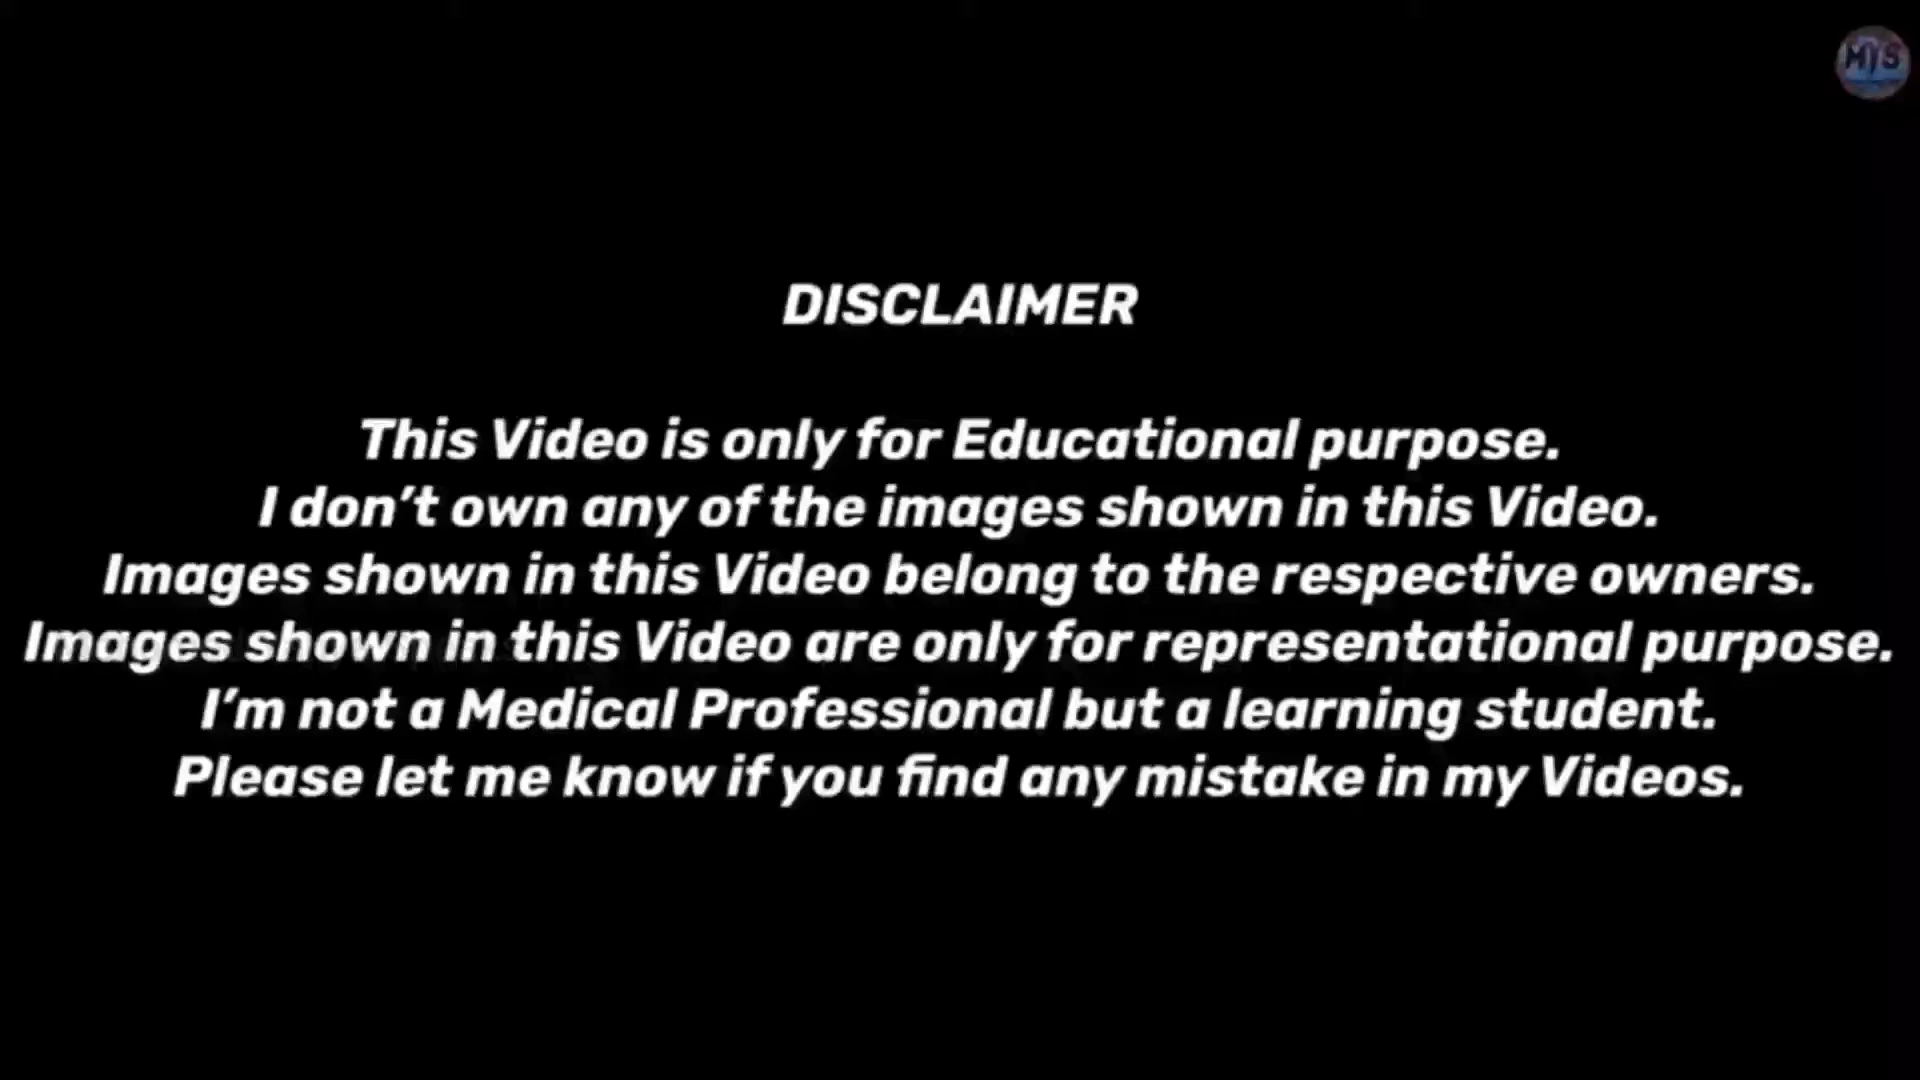 MIS
DISCLAIMER
This Video is only for Educational purpose.
I don't own any of the images shown in this Video.
Images shown in this Video belong to the respective owners.
Images shown in this Video are only for representational purpose.
I'm not a Medical Professional but a learning student.
Please let me know if you find any mistake in my Videos.